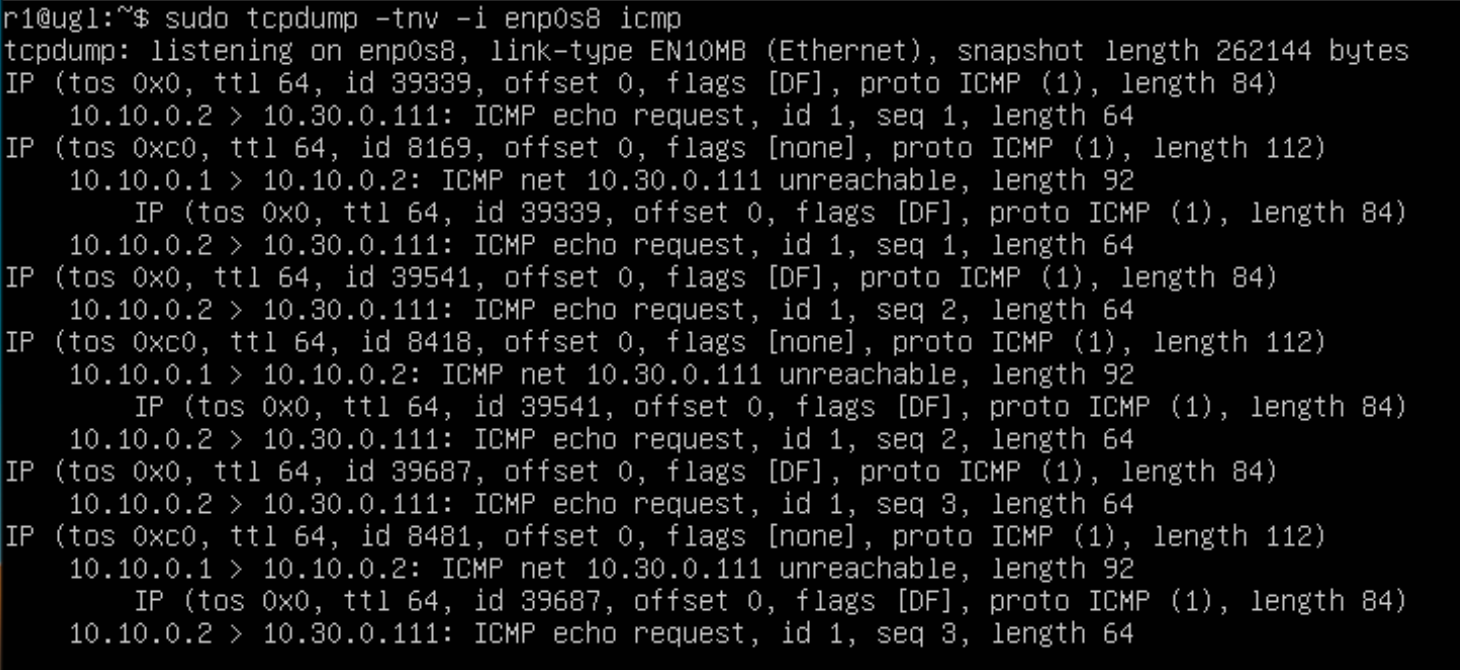 r1@ugl:~$ sudo tcpdump -tnv -i enp0s8 icmp
tcpdump: listening on enp0s8, link-type EN10MB (Ethernet), snapshot length 262144 bytes
IP (tos 0x0, ttl 64, id 39339, offset 0, flags [DF], proto ICMP (1), length 84)
    10.10.0.2 > 10.30.0.111: ICMP echo request, id 1, seq 1, length 64
IP (tos 0xc0, ttl 64, id 8169, offset 0, flags [none], proto ICMP (1), length 112)
    10.10.0.1 > 10.10.0.2: ICMP net 10.30.0.111 unreachable, length 92
        IP (tos 0x0, ttl 64, id 39339, offset 0, flags [DF], proto ICMP (1), length 84)
    10.10.0.2 > 10.30.0.111: ICMP echo request, id 1, seq 1, length 64
IP (tos 0x0, ttl 64, id 39541, offset 0, flags [DF], proto ICMP (1), length 84)
    10.10.0.2 > 10.30.0.111: ICMP echo request, id 1, seq 2, length 64
IP (tos 0xc0, ttl 64, id 8418, offset 0, flags [none], proto ICMP (1), length 112)
    10.10.0.1 > 10.10.0.2: ICMP net 10.30.0.111 unreachable, length 92
        IP (tos 0x0, ttl 64, id 39541, offset 0, flags [DF], proto ICMP (1), length 84)
    10.10.0.2 > 10.30.0.111: ICMP echo request, id 1, seq 2, length 64
IP (tos 0x0, ttl 64, id 39687, offset 0, flags [DF], proto ICMP (1), length 84)
    10.10.0.2 > 10.30.0.111: ICMP echo request, id 1, seq 3, length 64
IP (tos 0xc0, ttl 64, id 8481, offset 0, flags [none], proto ICMP (1), length 112)
    10.10.0.1 > 10.10.0.2: ICMP net 10.30.0.111 unreachable, length 92
        IP (tos 0x0, ttl 64, id 39687, offset 0, flags [DF], proto ICMP (1), length 84)
    10.10.0.2 > 10.30.0.111: ICMP echo request, id 1, seq 3, length 64